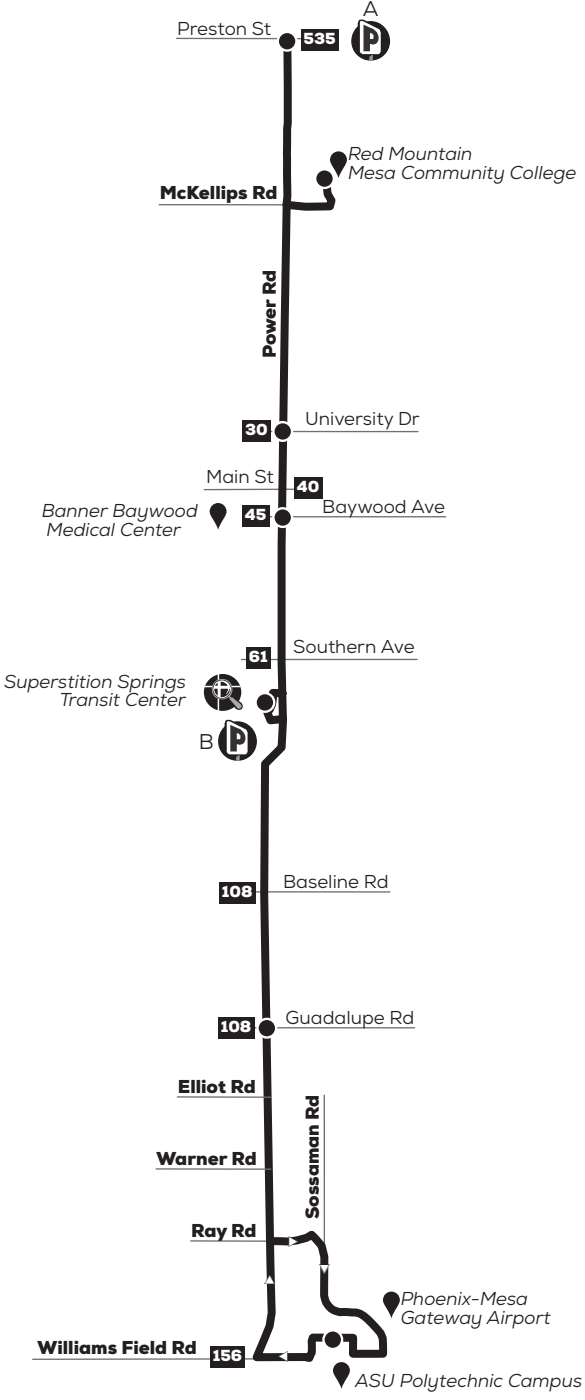 A
Preston St
535
P
Red Mountain
Mesa Community College
McKellips Rd
Power Rd
30
University Dr
Main St
40
Banner Baywood
Medical Center
45
Baywood Ave
61
Southern Ave
Superstition Springs
Transit Center
B
P
108
Baseline Rd
108
Guadalupe Rd
Elliot Rd
Sossaman Rd
Warner Rd
Ray Rd
Phoenix-Mesa
Gateway Airport
Williams Field Rd
156
ASU Polytechnic Campus